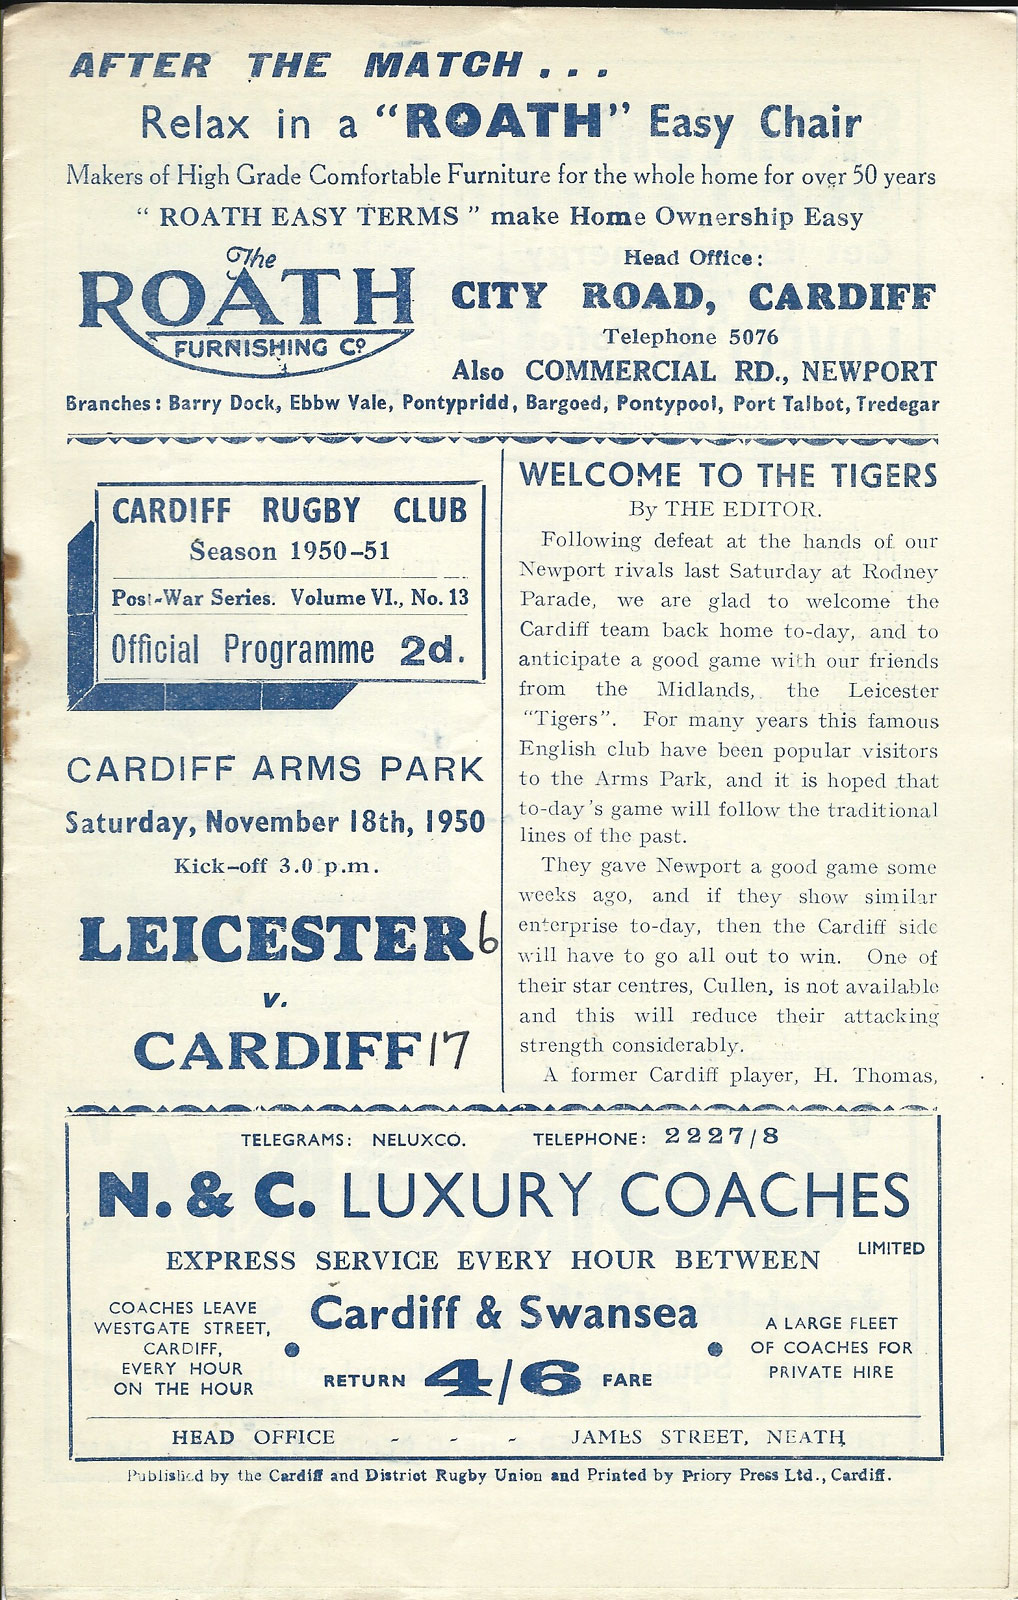 AFTER THE MATCH . . .
Relax in a "ROATH" Easy Chair
Makers of High Grade Comfortable Furniture for the whole home for over 50 years
" ROATH EASY TERMS " make Home Ownership Easy
The
ROATH
FURNISHING Cº
Head Office :
CITY ROAD, CARDIFF
Telephone 5076
Also COMMERCIAL RD., NEWPORT
Branches : Barry Dock, Ebbw Vale, Pontypridd, Bargoed, Pontypool, Port Talbot, Tredegar
CARDIFF RUGBY CLUB
Season 1950-51
Post-War Series. Volume VI., No. 13
Official Programme 2d.
CARDIFF ARMS PARK
Saturday, November 18th, 1950
Kick-off 3.0 p.m.
LEICESTER 6
v.
CARDIFF 17
WELCOME TO THE TIGERS
By THE EDITOR.
Following defeat at the hands of our
Newport rivals last Saturday at Rodney
Parade, we are glad to welcome the
Cardiff team back home to-day, and to
anticipate a good game with our friends
from the Midlands, the Leicester
"Tigers". For many years this famous
English club have been popular visitors
to the Arms Park, and it is hoped that
to-day's game will follow the traditional
lines of the past.
They gave Newport a good game some
weeks ago, and if they show similar
enterprise to-day, then the Cardiff side
will have to go all out to win. One of
their star centres, Cullen, is not available
and this will reduce their attacking
strength considerably.
A former Cardiff player, H. Thomas,
TELEGRAMS: NELUXCO. TELEPHONE: 2227/8
N. & C. LUXURY COACHES
LIMITED
EXPRESS SERVICE EVERY HOUR BETWEEN
COACHES LEAVE
WESTGATE STREET,
CARDIFF,
EVERY HOUR
ON THE HOUR
Cardiff & Swansea
RETURN 4/6 FARE
A LARGE FLEET
OF COACHES FOR
PRIVATE HIRE
HEAD OFFICE - - - JAMES STREET, NEATH
Published by the Cardiff and District Rugby Union and Printed by Priory Press Ltd., Cardiff.